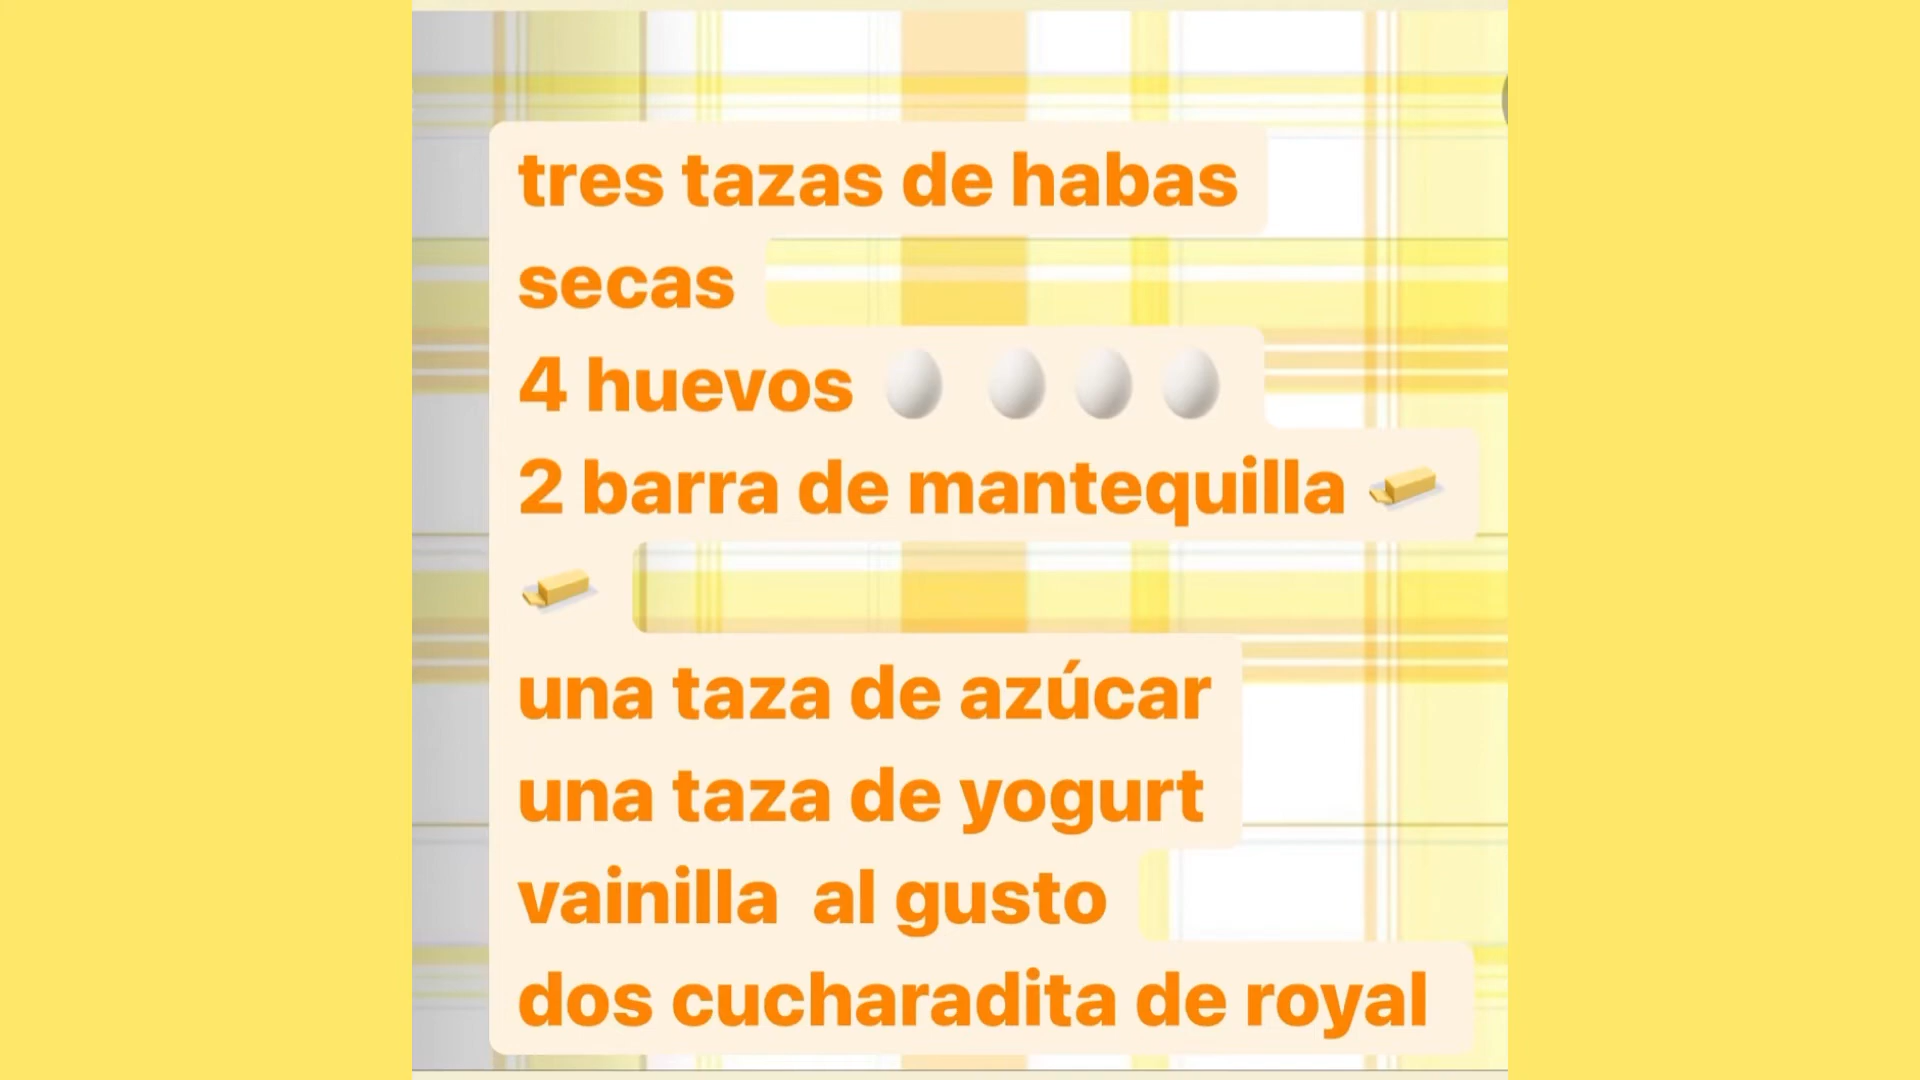 tres tazas de habas
secas
4 huevos 🥚 🥚🥚🥚
2 barra de mantequilla 🧈
🧈
una taza de azúcar
una taza de yogurt
vainilla  al gusto
dos cucharadita de royal